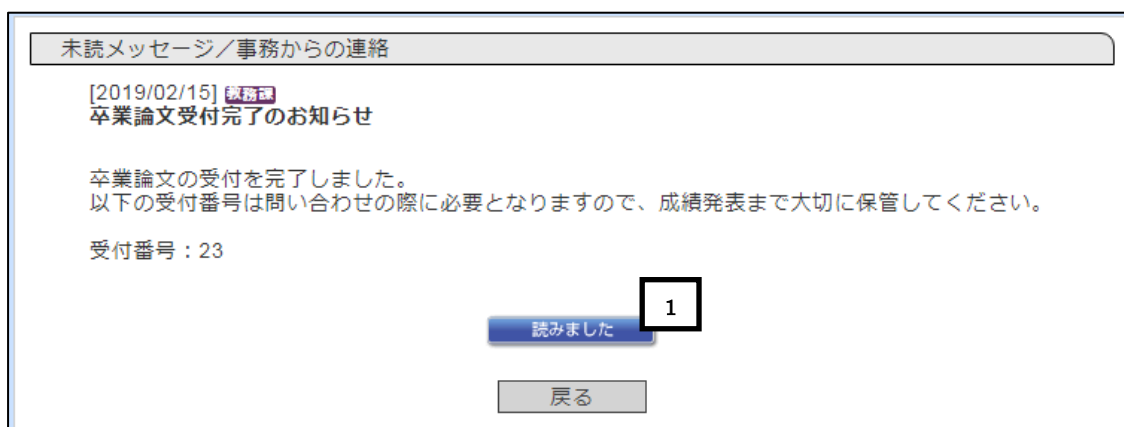 未読メッセージ／事務からの連絡
[2019/02/15] 教務課
卒業論文受付完了のお知らせ
卒業論文の受付を完了しました。
以下の受付番号は問い合わせの際に必要となりますので、成績発表まで大切に保管してください。
受付番号：23
1
読みました
戻る